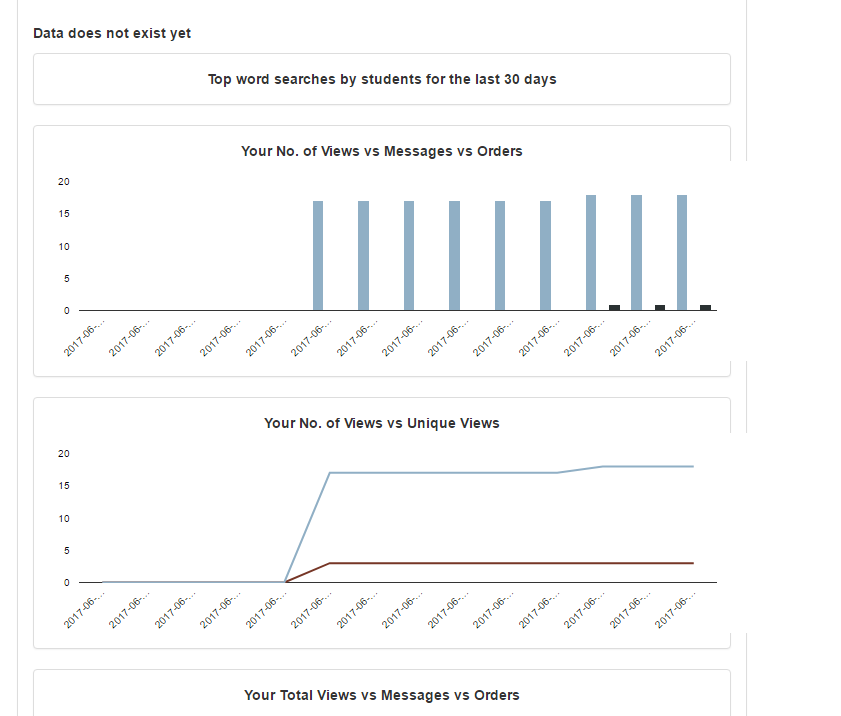 Data does not exist yet
Top word searches by students for the last 30 days
Your No. of Views vs Messages vs Orders
20
15
10
5
0
2017-06-... 2017-06-... 2017-06-... 2017-06-... 2017-06-... 2017-06-... 2017-06-... 2017-06-... 2017-06-... 2017-06-... 2017-06-... 2017-06-... 2017-06-... 2017-06-...
Your No. of Views vs Unique Views
20
15
10
5
0
2017-06-... 2017-06-... 2017-06-... 2017-06-... 2017-06-... 2017-06-... 2017-06-... 2017-06-... 2017-06-... 2017-06-... 2017-06-... 2017-06-... 2017-06-... 2017-06-...
Your Total Views vs Messages vs Orders